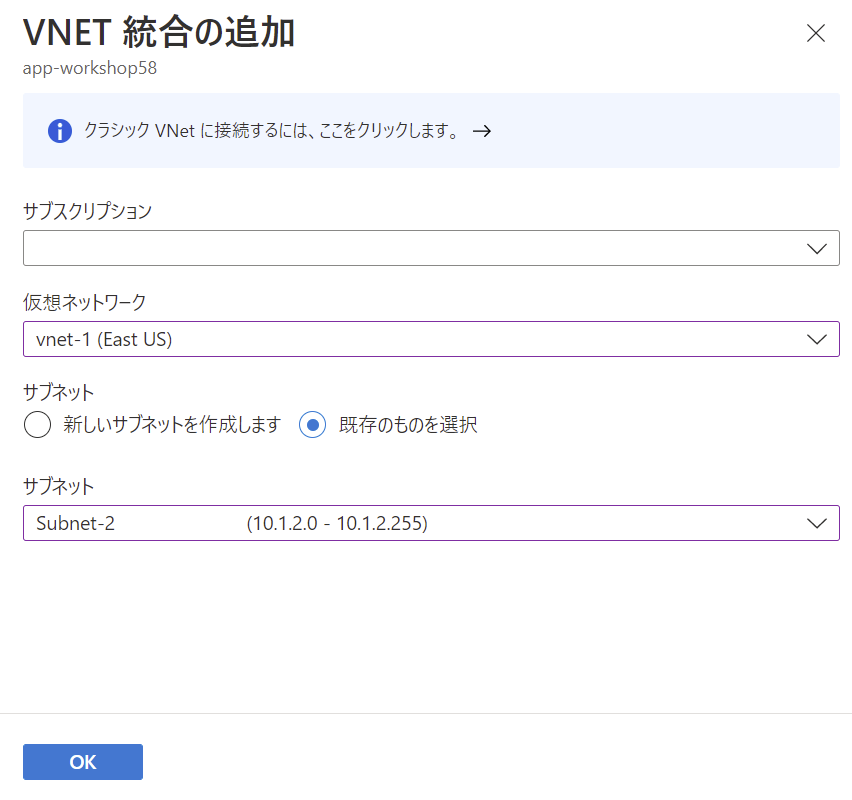 VNET 統合の追加
app-workshop58
クラシック VNet に接続するには、ここをクリックします。 →
サブスクリプション
仮想ネットワーク
vnet-1 (East US)
サブネット
新しいサブネットを作成します 既存のものを選択
サブネット
Subnet-2 (10.1.2.0 - 10.1.2.255)
OK